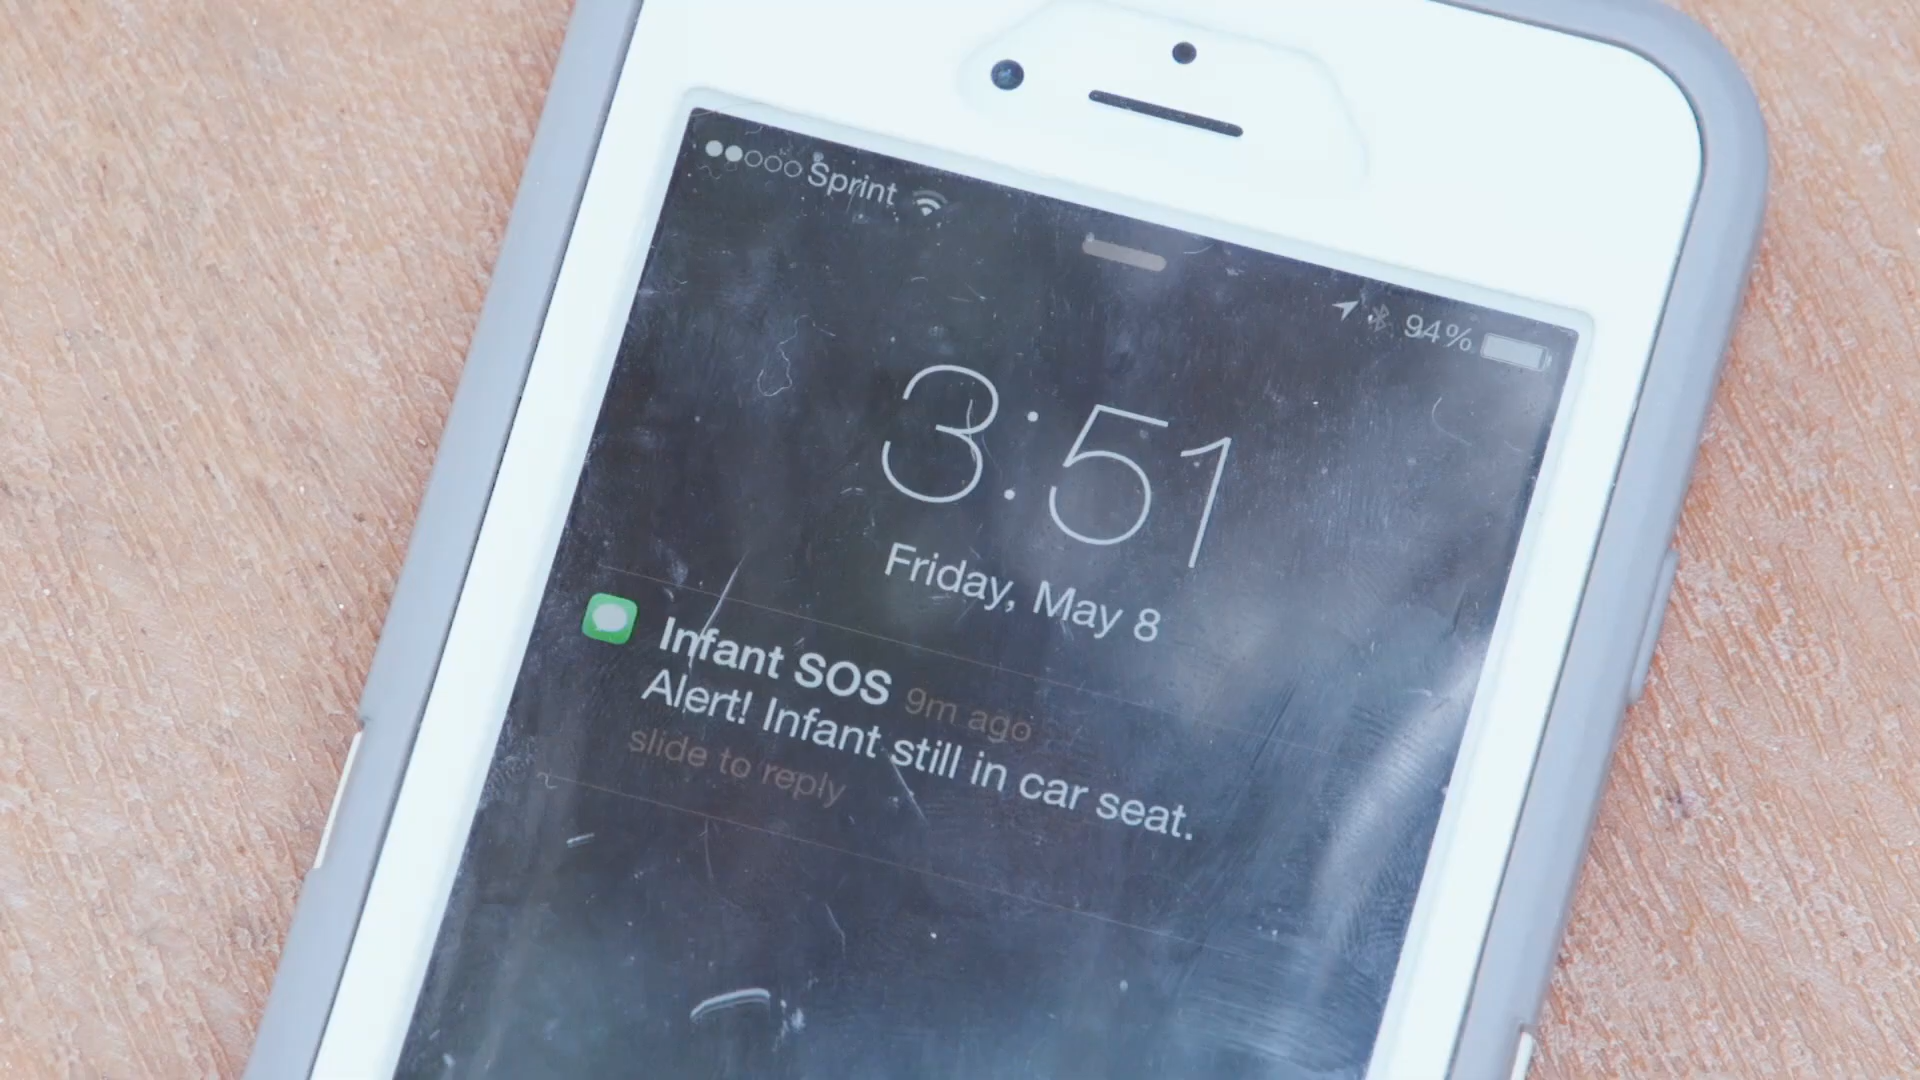 Sprint
94%
3:51
Friday, May 8
Infant SOS 9m ago
Alert! Infant still in car seat.
slide to reply